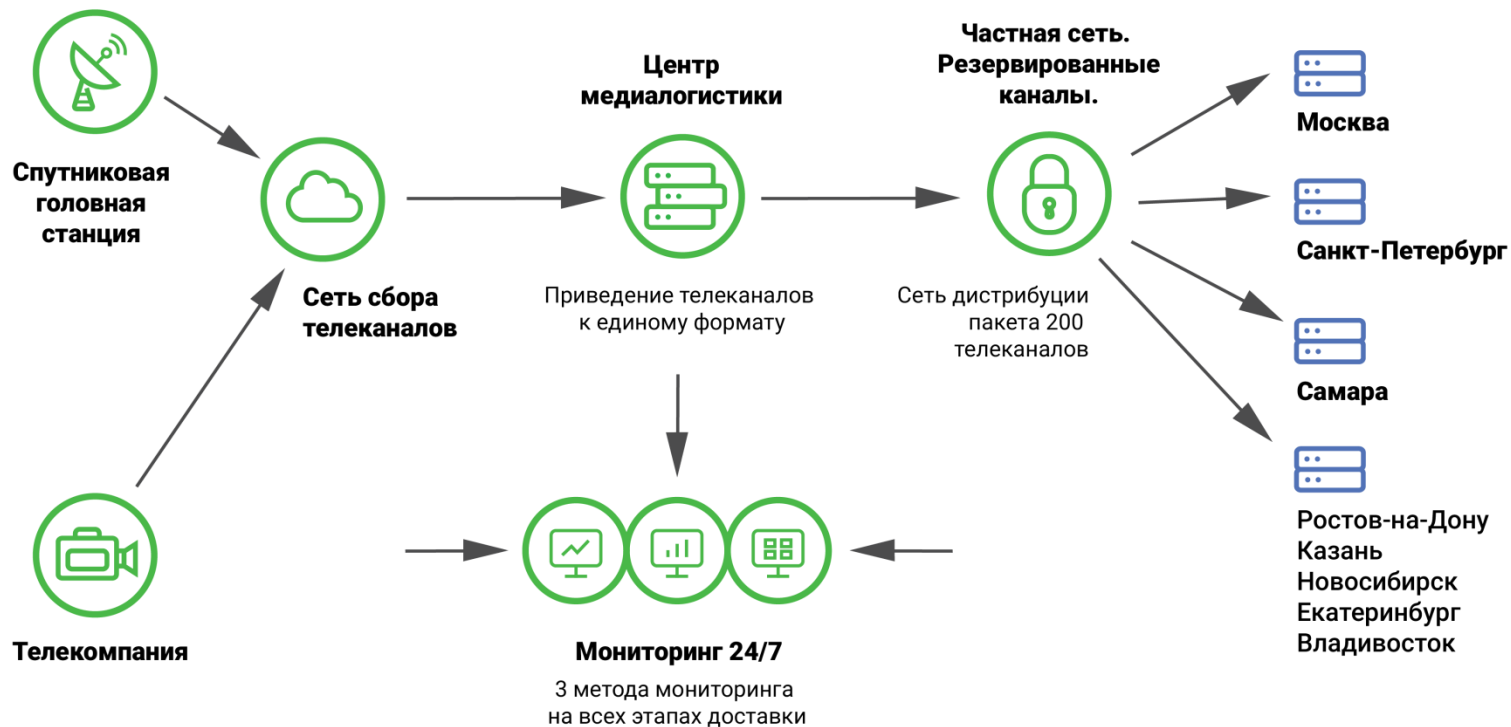 Спутниковая
головная
станция
Телекомпания
Сеть сбора
телеканалов
Центр
медиалогистики
Приведение телеканалов
к единому формату
Мониторинг 24/7
3 метода мониторинга
на всех этапах доставки
Частная сеть.
Резервированные
каналы.
Сеть дистрибуции
пакета 200
телеканалов
Москва
Санкт-Петербург
Самара
Ростов-на-Дону
Казань
Новосибирск
Екатеринбург
Владивосток